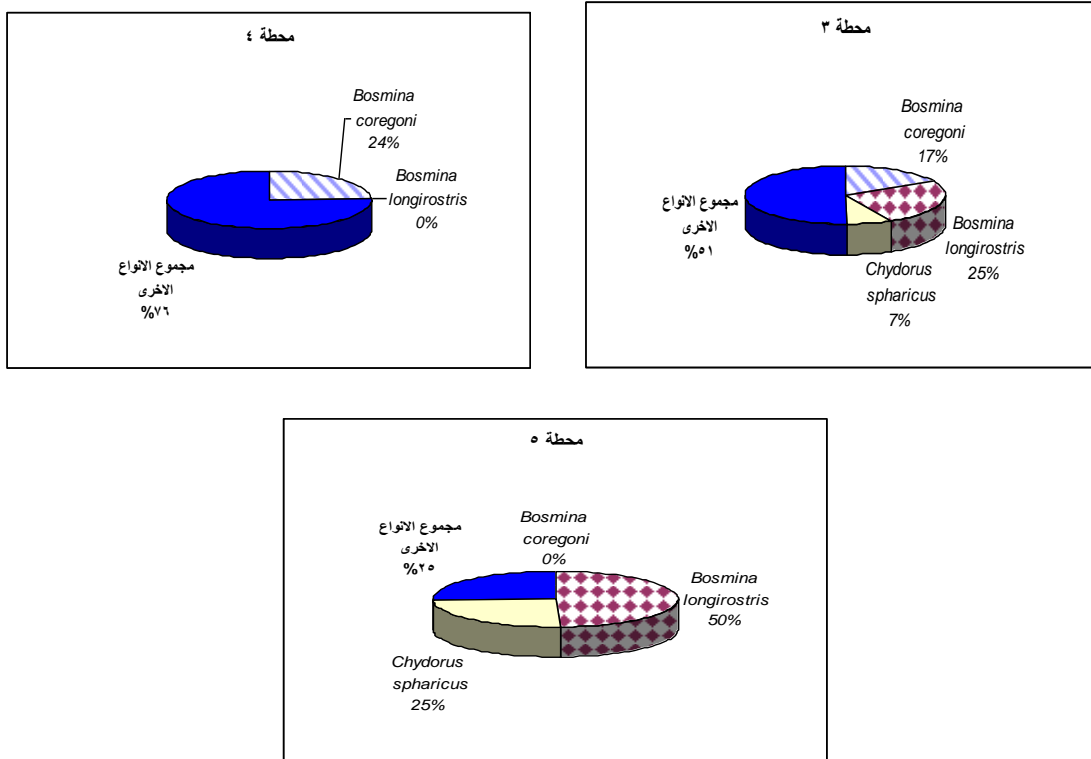 محطة ٤
Bosmina
coregoni
24%
Bosmina
longirostris
0%
مجموع الانواع
الاخرى
%٧٦
محطة ٣
Bosmina
coregoni
17%
Bosmina
longirostris
25%
Chydorus
spharicus
7%
مجموع الانواع
الاخرى
%٥١
محطة ٥
Bosmina
coregoni
0%
Bosmina
longirostris
50%
Chydorus
spharicus
25%
مجموع الانواع
الاخرى
%٢٥